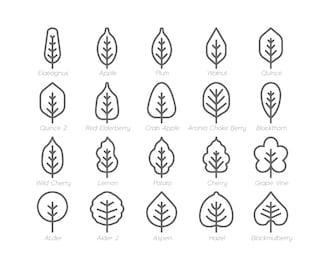 Elaeagnus Apple Plum Walnut Quince
Quince 2 Red Elderberry Crab Apple Aronia Choke Berry Blackthorn
Wild Cherry Lemon Potato Cherry Grape Vine
Alder Alder 2 Aspen Hazel Blackmulberry